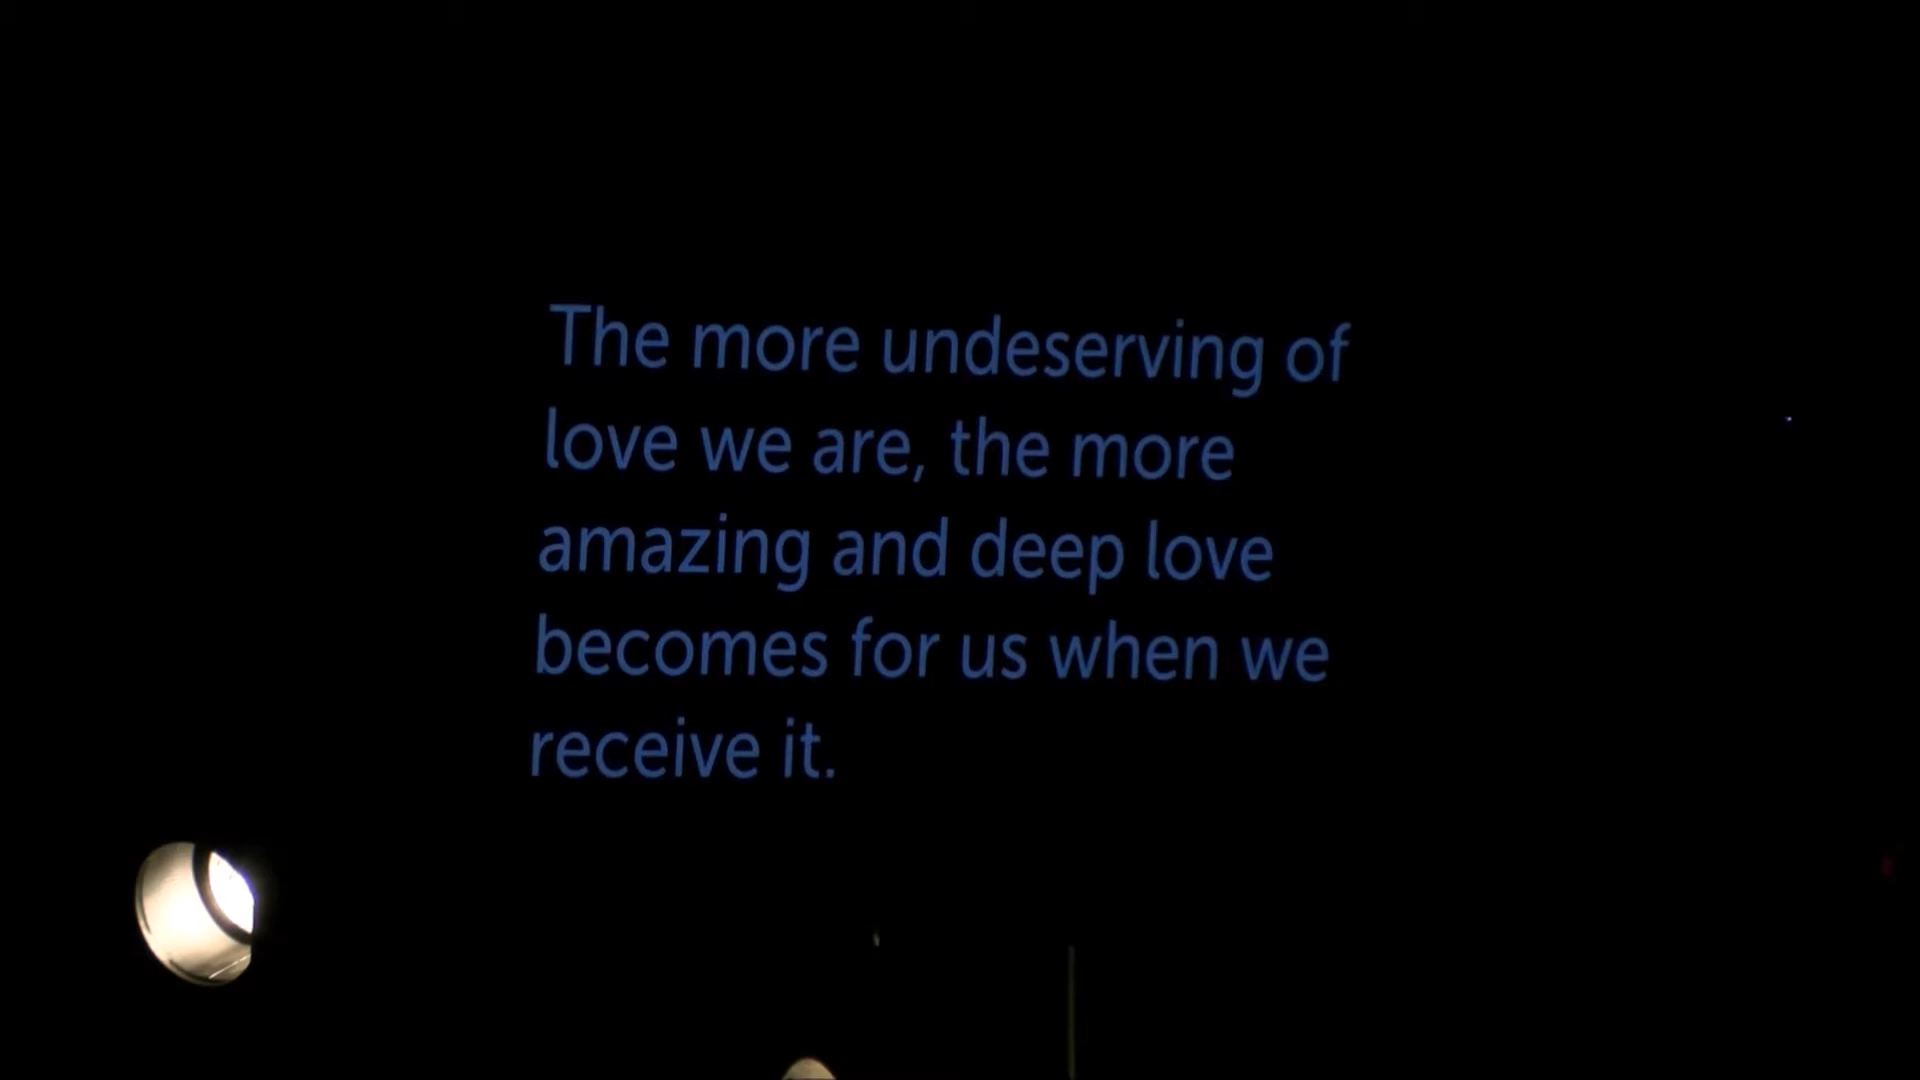 The more undeserving of
love we are, the more
amazing and deep love
becomes for us when we
receive it.